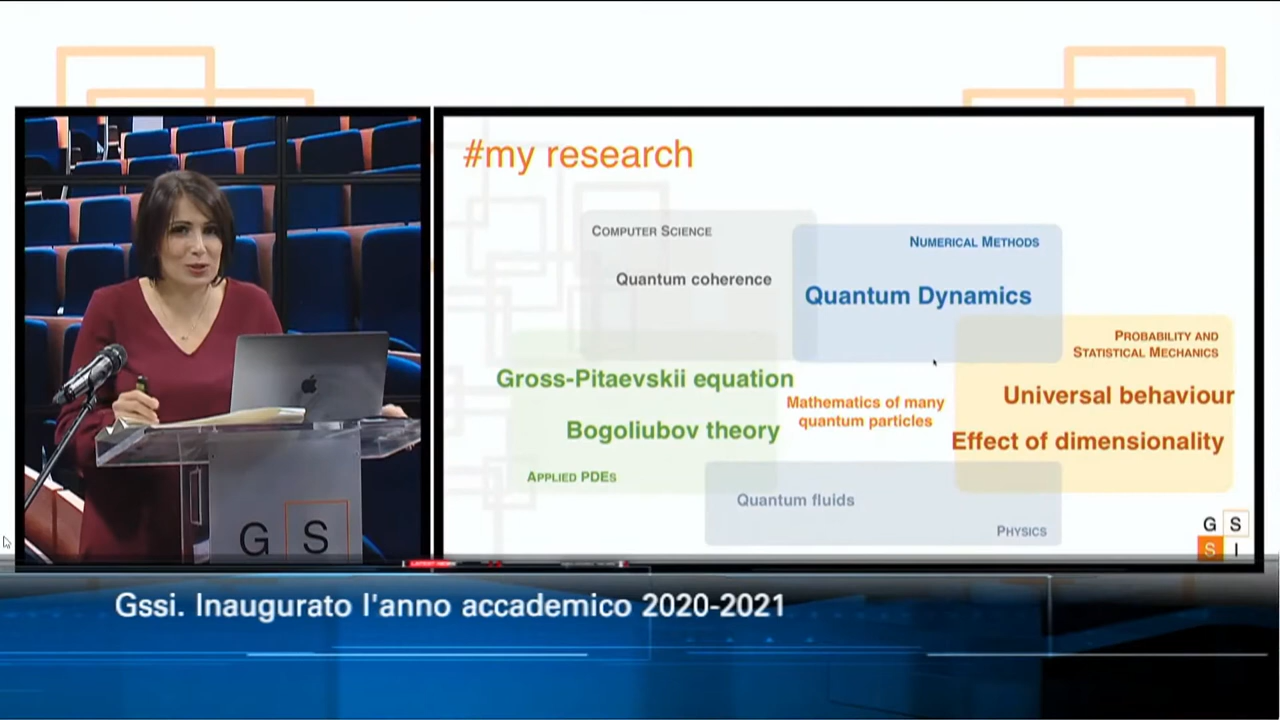 #my research
COMPUTER SCIENCE
Quantum coherence
NUMERICAL METHODS
Quantum Dynamics
PROBABILITY AND
STATISTICAL MECHANICS
Universal behaviour
Effect of dimensionality
Gross-Pitaevskii equation
Bogoliubov theory
APPLIED PDES
Mathematics of many
quantum particles
Quantum fluids
PHYSICS
G S
S I
G S
Gssi. Inaugurato l'anno accademico 2020-2021